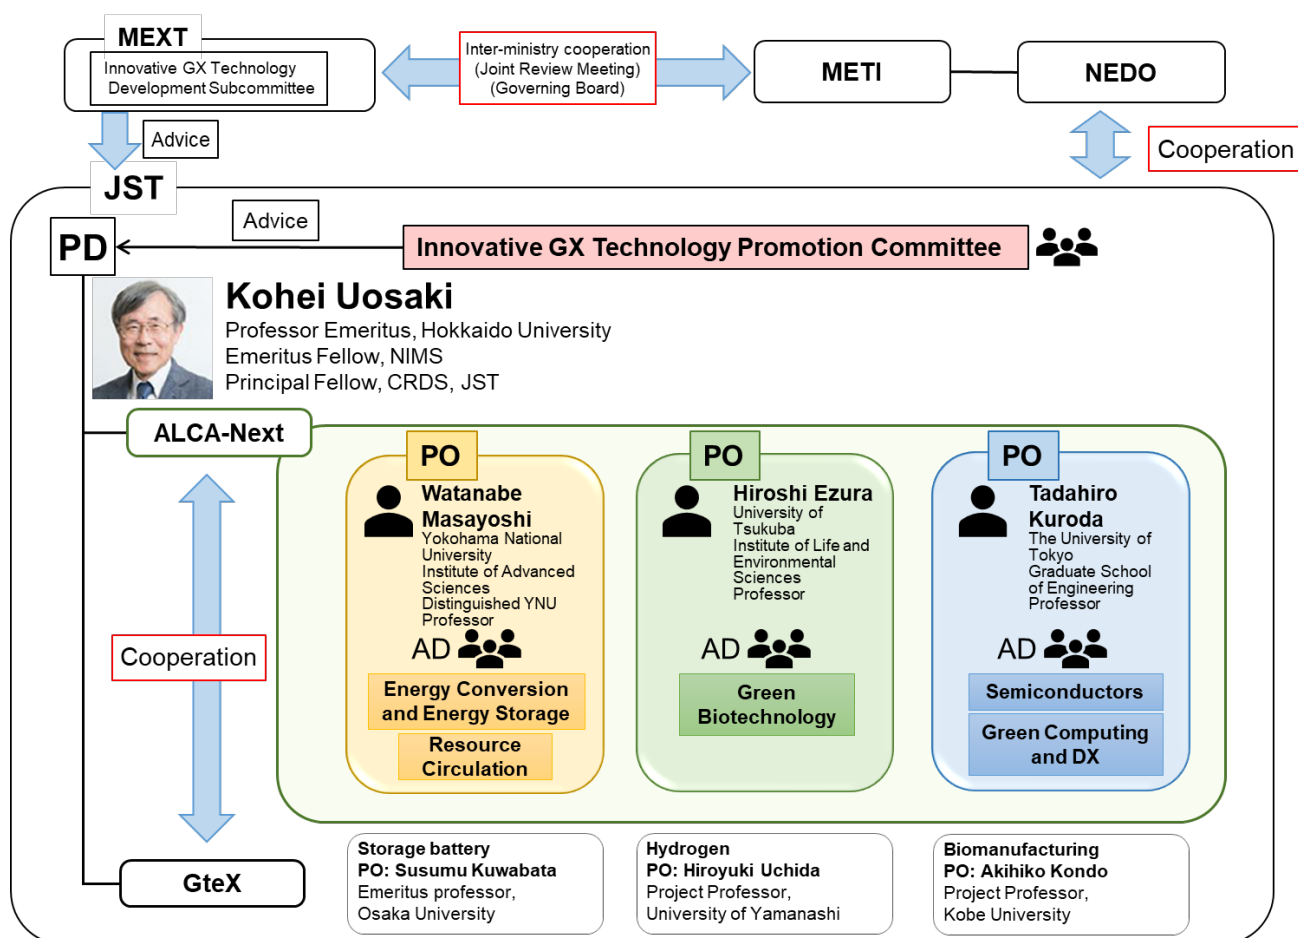 MEXT
Innovative GX Technology
Development Subcommittee
Inter-ministry cooperation
(Joint Review Meeting)
(Governing Board)
METI
NEDO
Advice
Cooperation
JST
PD
Advice
Innovative GX Technology Promotion Committee
Kohei Uosaki
Professor Emeritus, Hokkaido University
Emeritus Fellow, NIMS
Principal Fellow, CRDS, JST
ALCA-Next
PO
Watanabe
Masayoshi
Yokohama National
University
Institute of Advanced
Sciences
Distinguished YNU
Professor
AD
Energy Conversion
and Energy Storage
Resource
Circulation
PO
Hiroshi Ezura
University of
Tsukuba
Institute of Life and
Environmental
Sciences
Professor
AD
Green
Biotechnology
PO
Tadahiro
Kuroda
The University of
Tokyo
Graduate School
of Engineering
Professor
AD
Semiconductors
Green Computing
and DX
Cooperation
GteX
Storage battery
PO: Susumu Kuwabata
Emeritus professor,
Osaka University
Hydrogen
PO: Hiroyuki Uchida
Project Professor,
University of Yamanashi
Biomanufacturing
PO: Akihiko Kondo
Project Professor,
Kobe University